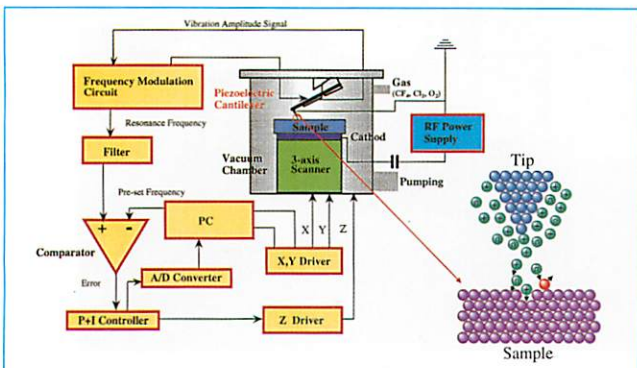 Vibration Amplitude Signal
Frequency Modulation
Circuit
Piezoelectric
Cantilever
Gas
(CF₄, Cl₂, O₂)
Resonance Frequency
Sample
Cathod
RF Power
Supply
Filter
Vacuum
Chamber
3-axis
Scanner
Tip
Pre-set Frequency
Pumping
+ -
PC
X Y Z
Comparator
X,Y Driver
A/D Converter
Error
P+I Controller
Z Driver
Sample